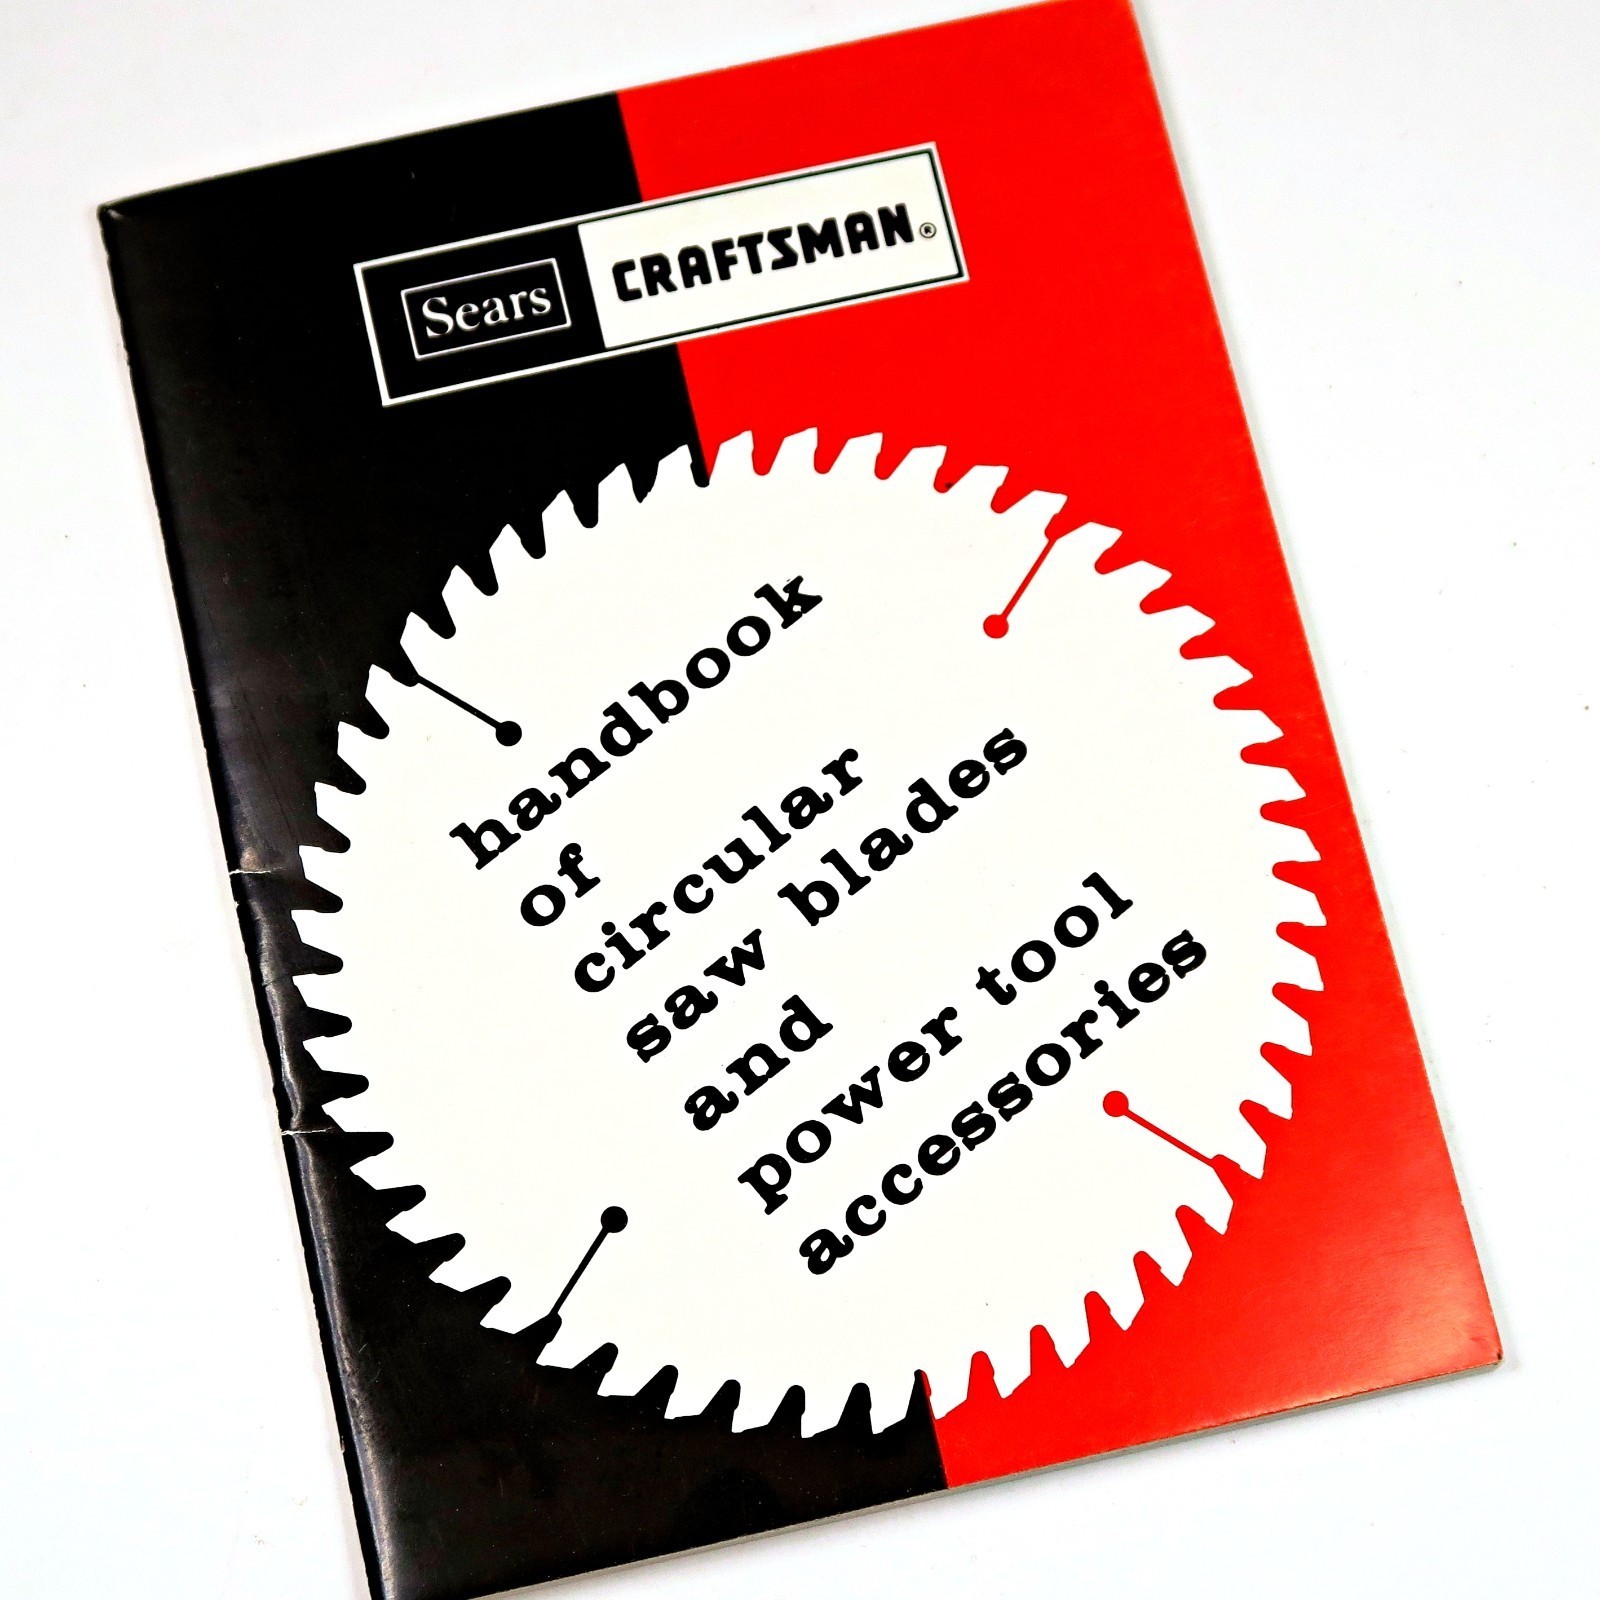 Sears CRAFTSMAN®
handbook
of
circular
saw blades
and
power tool
accessories